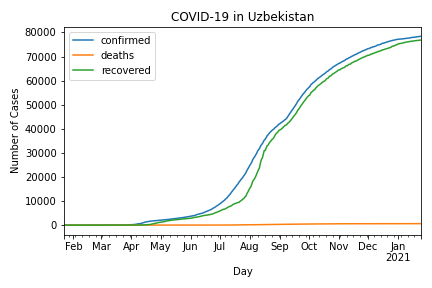 COVID-19 in Uzbekistan
confirmed
deaths
recovered
Number of Cases
80000
70000
60000
50000
40000
30000
20000
10000
0
Feb Mar Apr May Jun Jul Aug Sep Oct Nov Dec Jan
2021
Day